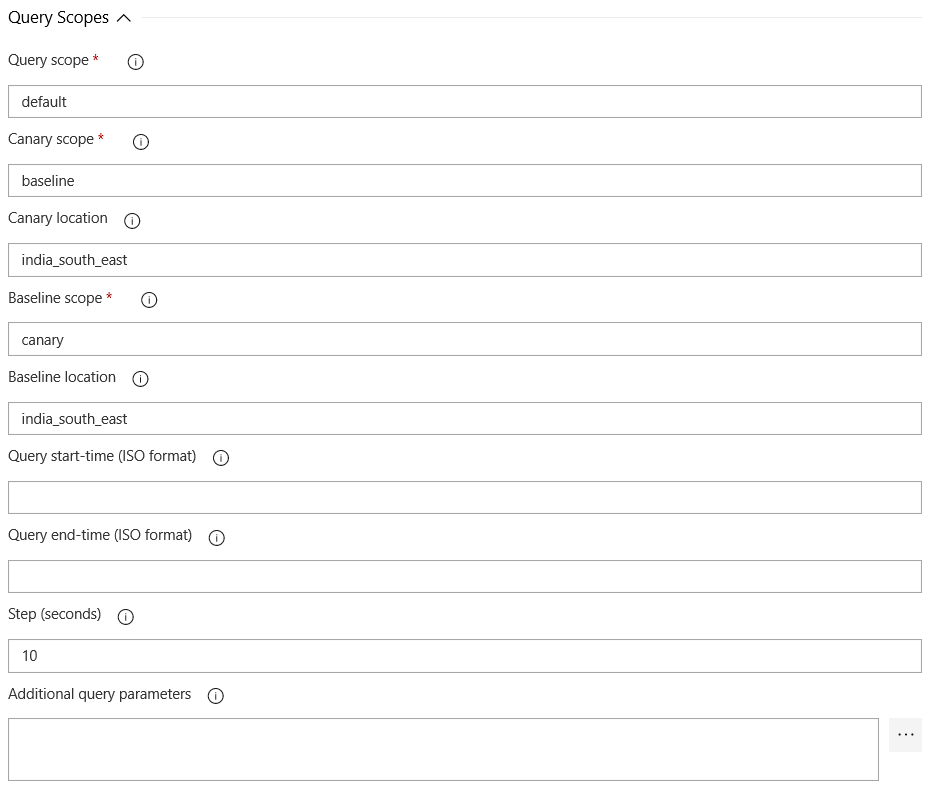 Query Scopes
Query scope *
default
Canary scope *
baseline
Canary location
india_south_east
Baseline scope *
canary
Baseline location
india_south_east
Query start-time (ISO format)
Query end-time (ISO format)
Step (seconds)
10
Additional query parameters
...